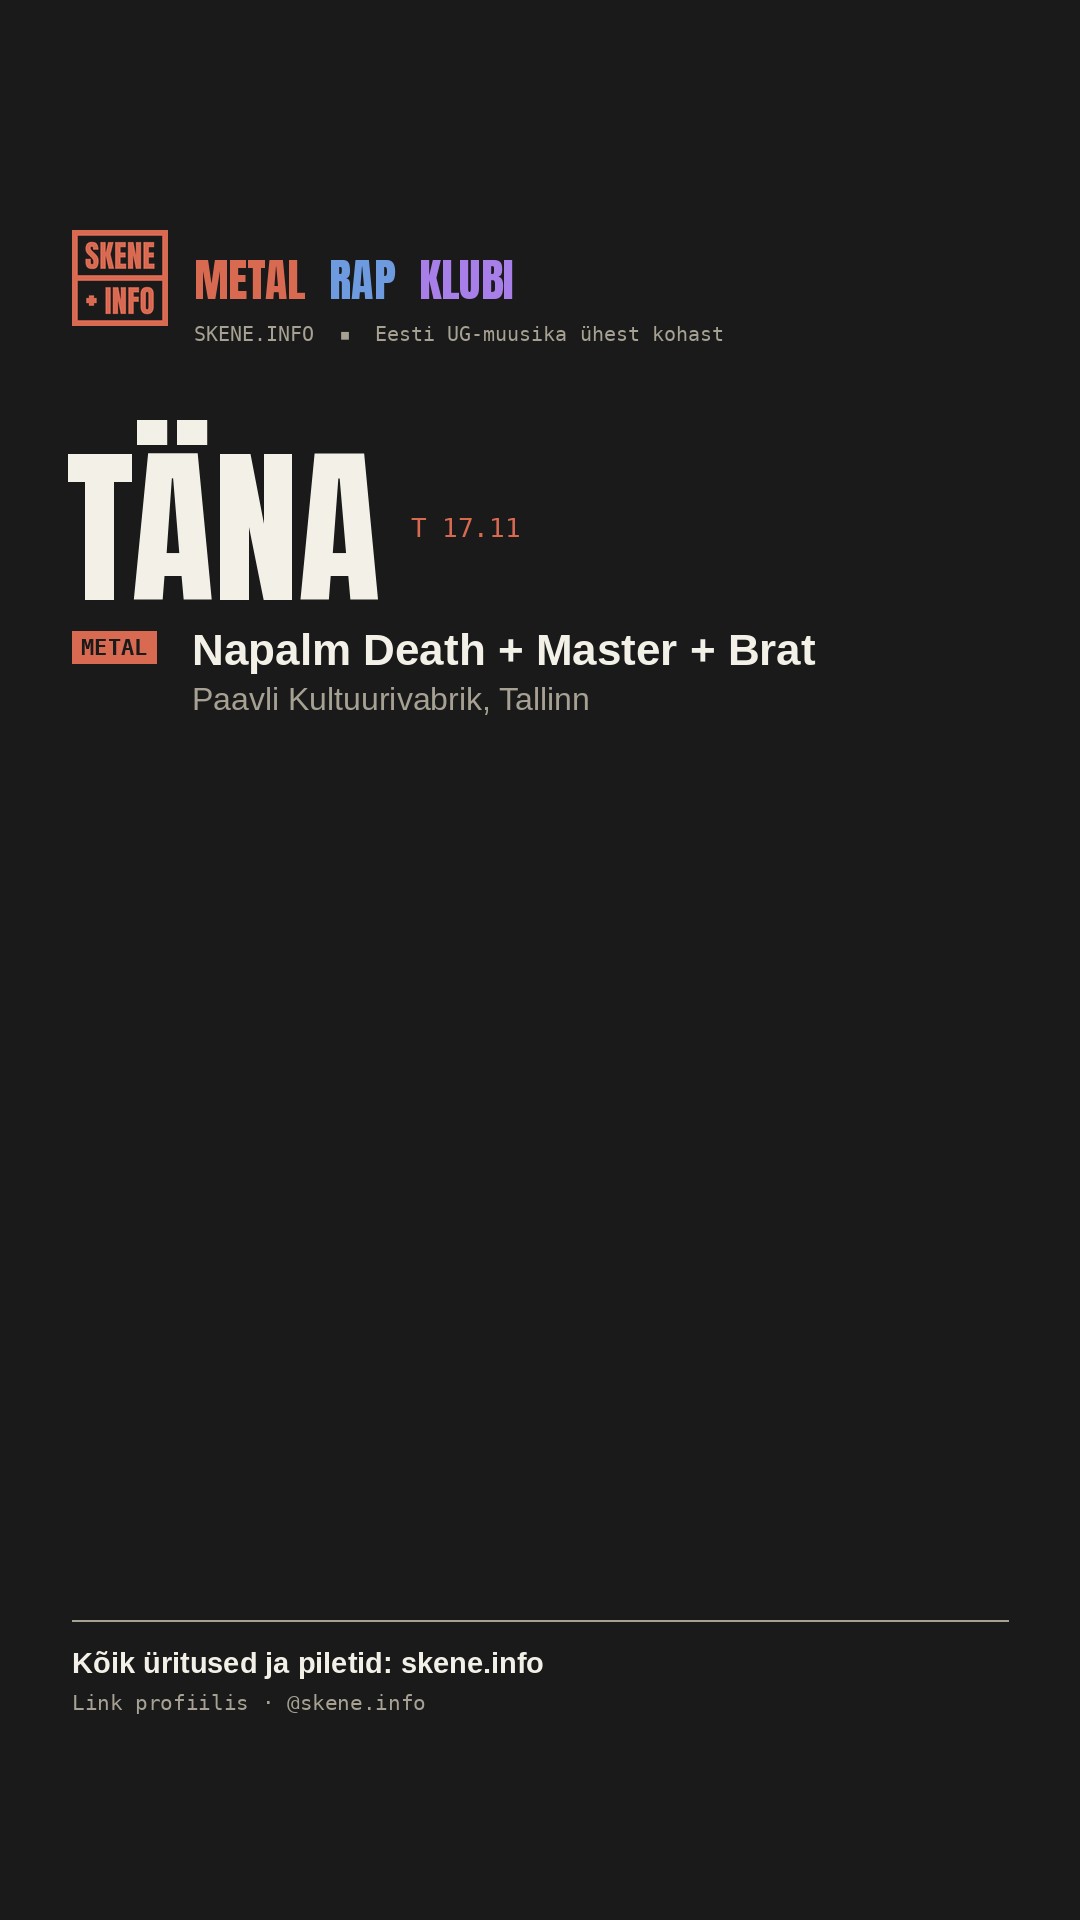 SKENE
+ INFO
METAL RAP KLUBI
SKENE.INFO ▪ Eesti UG-muusika ühest kohast
TÄNA T 17.11
METAL Napalm Death + Master + Brat
Paavli Kultuurivabrik, Tallinn
Kõik üritused ja piletid: skene.info
Link profiilis · @skene.info